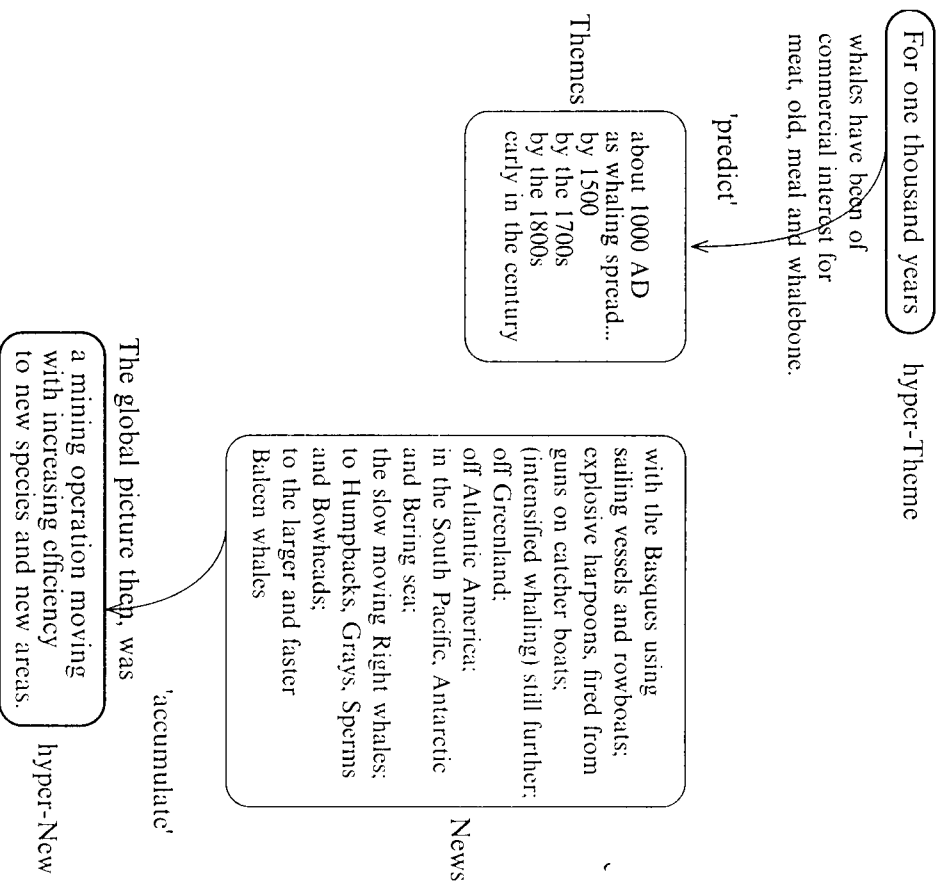 For one thousand years
hyper-Theme
whales have been of
commercial interest for
meat, old, meal and whalebone.
'predict'
Themes
about 1000 AD
as whaling spread...
by 1500
by the 1700s
by the 1800s
early in the century
with the Basques using
sailing vessels and rowboats;
explosive harpoons, fired from
guns on catcher boats;
(intensified whaling) still further;
off Greenland;
off Atlantic America;
in the South Pacific, Antarctic
and Bering sea;
the slow moving Right whales;
to Humpbacks, Grays, Sperms
and Bowheads;
to the larger and faster
Baleen whales
News
'accumulate'
The global picture then, was
a mining operation moving
with increasing efficiency
to new species and new areas.
hyper-New